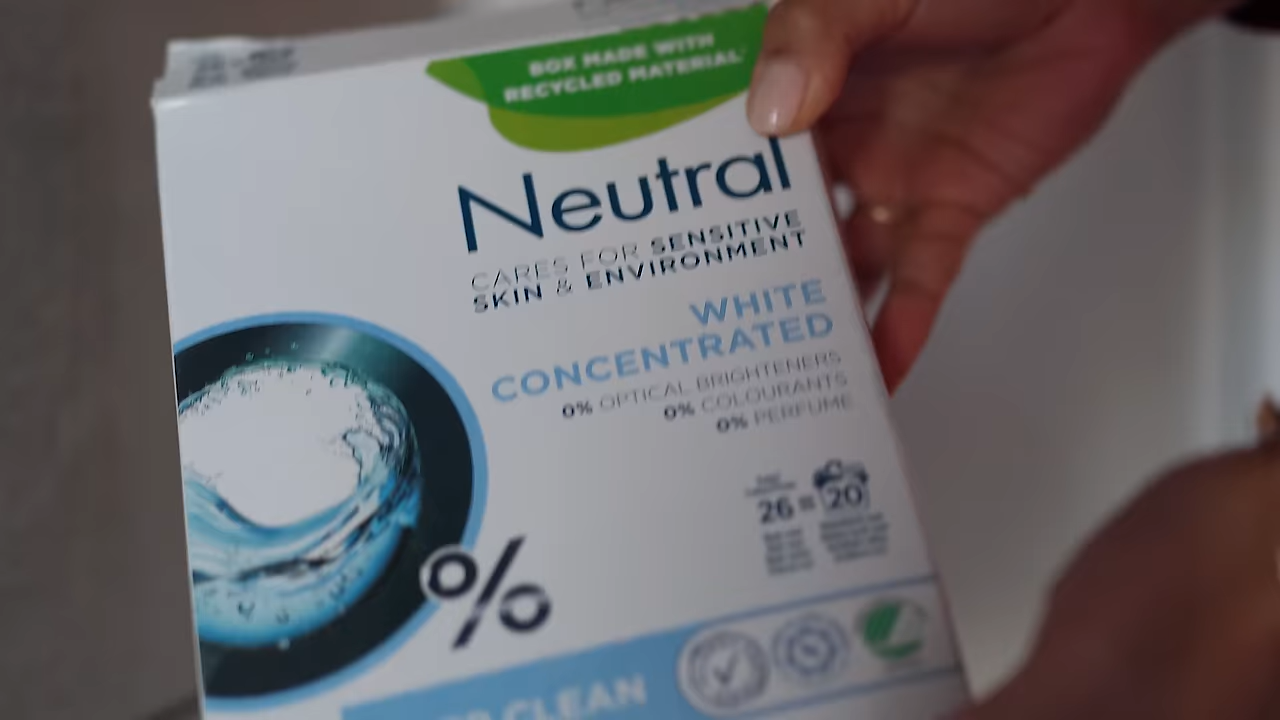 BOX MADE WITH
RECYCLED MATERIAL*
Neutral
CARES FOR SENSITIVE
SKIN & ENVIRONMENT
WHITE
CONCENTRATED
0% OPTICAL BRIGHTENERS
0% COLOURANTS
0% PERFUME
26 = 20
%
CLEAN